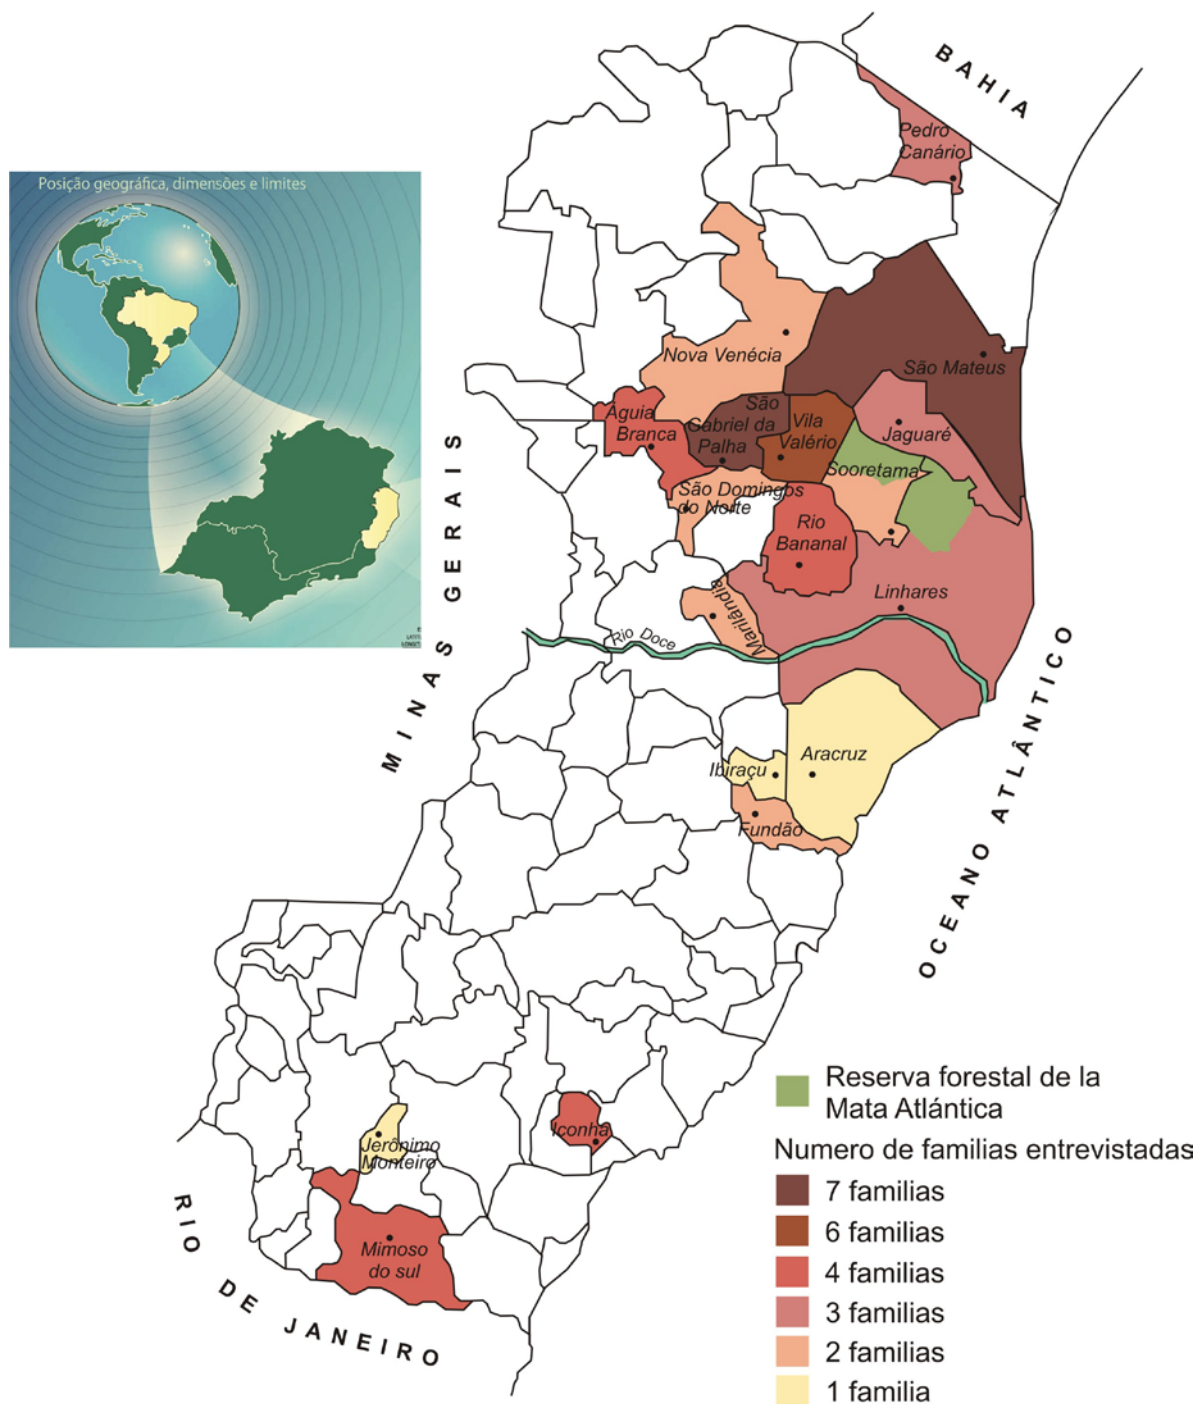 BAHIA
Pedro
Canário
Posição geográfica, dimensões e limites
Nova Venécia
São Mateus
Águia
Branca
São
Gabriel da
Palha
Vila
Valério
Jaguaré
Sooretama
São Domingos
do Norte
Rio
Bananal
Linhares
Marilândia
Rio Doce
MINAS GERAIS
OCEANO ATLÂNTICO
Ibiraçu
Aracruz
Fundão
Jerônimo
Monteiro
Iconha
Mimoso
do sul
RIO DE JANEIRO
Reserva forestal de la
Mata Atlántica
Numero de familias entrevistadas
7 familias
6 familias
4 familias
3 familias
2 familias
1 familia